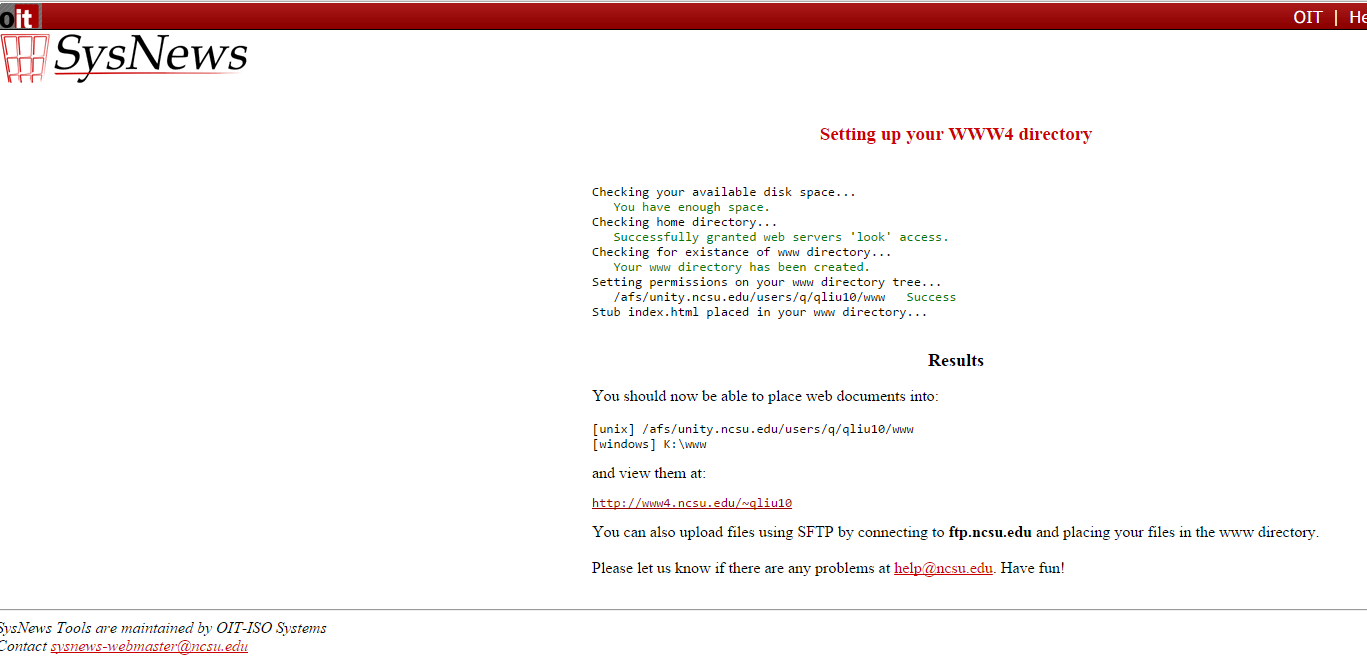 oit
OIT | He
SysNews
Setting up your WWW4 directory
Checking your available disk space...
You have enough space.
Checking home directory...
Successfully granted web servers 'look' access.
Checking for existance of www directory...
Your www directory has been created.
Setting permissions on your www directory tree...
/afs/unity.ncsu.edu/users/q/qliu10/www Success
Stub index.html placed in your www directory...
Results
You should now be able to place web documents into:
[unix] /afs/unity.ncsu.edu/users/q/qliu10/www
[windows] K:\www
and view them at:
http://www4.ncsu.edu/~qliu10
You can also upload files using SFTP by connecting to ftp.ncsu.edu and placing your files in the www directory.
Please let us know if there are any problems at help@ncsu.edu. Have fun!
SysNews Tools are maintained by OIT-ISO Systems
Contact sysnews-webmaster@ncsu.edu